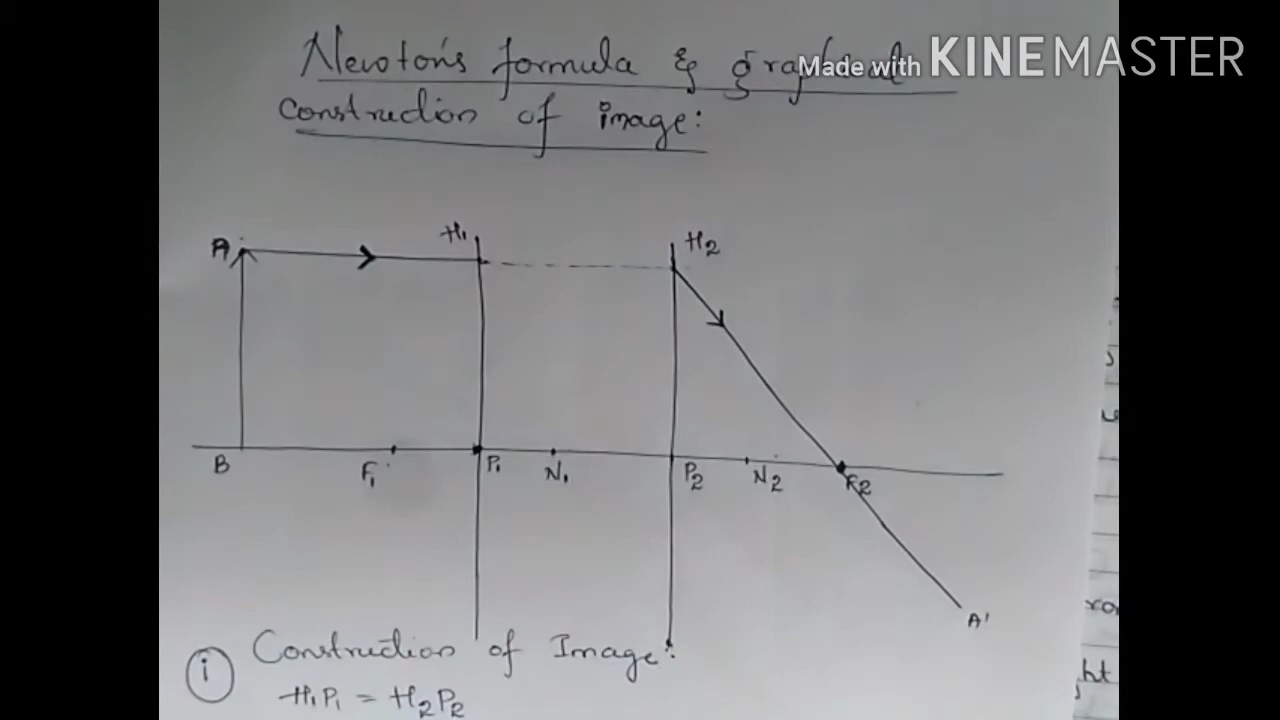 Newton's formula & graphical
construction of image:
Made with KINEMASTER
A H₁ H₂
B F₁ P₁ N₁ P₂ N₂ F₂
A'
i Construction of Image:
H₁P₁ = H₂P₂